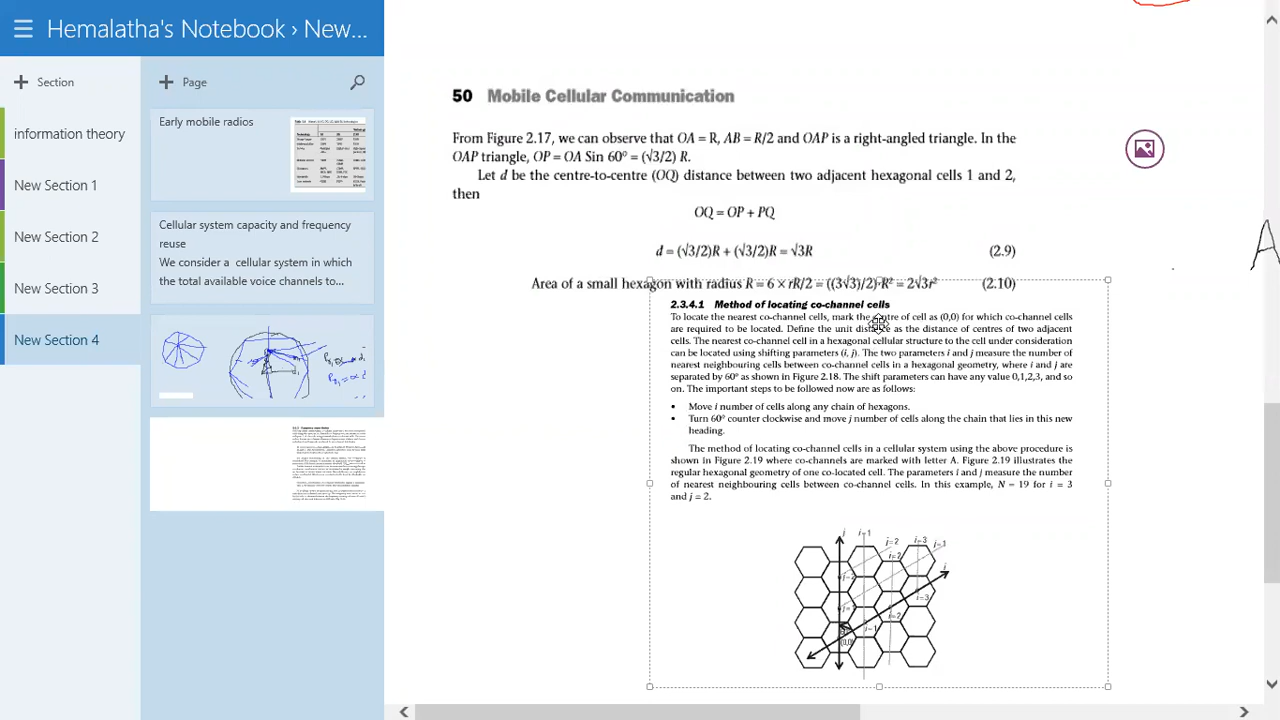 Hemalatha's Notebook › New...
Section
Page
information theory
New Section 1
New Section 2
New Section 3
New Section 4
Early mobile radios
Cellular system capacity and frequency
reuse
We consider a cellular system in which
the total available voice channels to...
50 Mobile Cellular Communication
From Figure 2.17, we can observe that OA = R, AB = R/2 and OAP is a right-angled triangle. In the
OAP triangle, OP = OA Sin 60° = (√3/2) R.
Let d be the centre-to-centre (OQ) distance between two adjacent hexagonal cells 1 and 2,
then
OQ = OP + PQ
d = (√3/2)R + (√3/2)R = √3R (2.9)
Area of a small hexagon with radius R = 6 × rR/2 = ((3√3)/2)·R² = 2√3r² (2.10)
2.3.4.1 Method of locating co-channel cells
To locate the nearest co-channel cells, mark the centre of cell as (0,0) for which co-channel cells
are required to be located. Define the unit distance as the distance of centres of two adjacent
cells. The nearest co-channel cell in a hexagonal cellular structure to the cell under consideration
can be located using shifting parameters (i, j). The two parameters i and j measure the number of
nearest neighbouring cells between co-channel cells in a hexagonal geometry, where i and j are
separated by 60° as shown in Figure 2.18. The shift parameters can have any value 0,1,2,3, and so
on. The important steps to be followed now are as follows:
• Move i number of cells along any chain of hexagons.
• Turn 60° counter clockwise and move j number of cells along the chain that lies in this new
heading.
The method of locating co-channel cells in a cellular system using the above procedure is
shown in Figure 2.19 where co-channels are marked with letter A. Figure 2.19 illustrates the
regular hexagonal geometry of one co-located cell. The parameters i and j measure the number
of nearest neighbouring cells between co-channel cells. In this example, N = 19 for i = 3
and j = 2.
j i=1 j=2 i=3 j=1
i=2
j=2 i
j=1 i=3
i=2
i=1
(0,0)
A